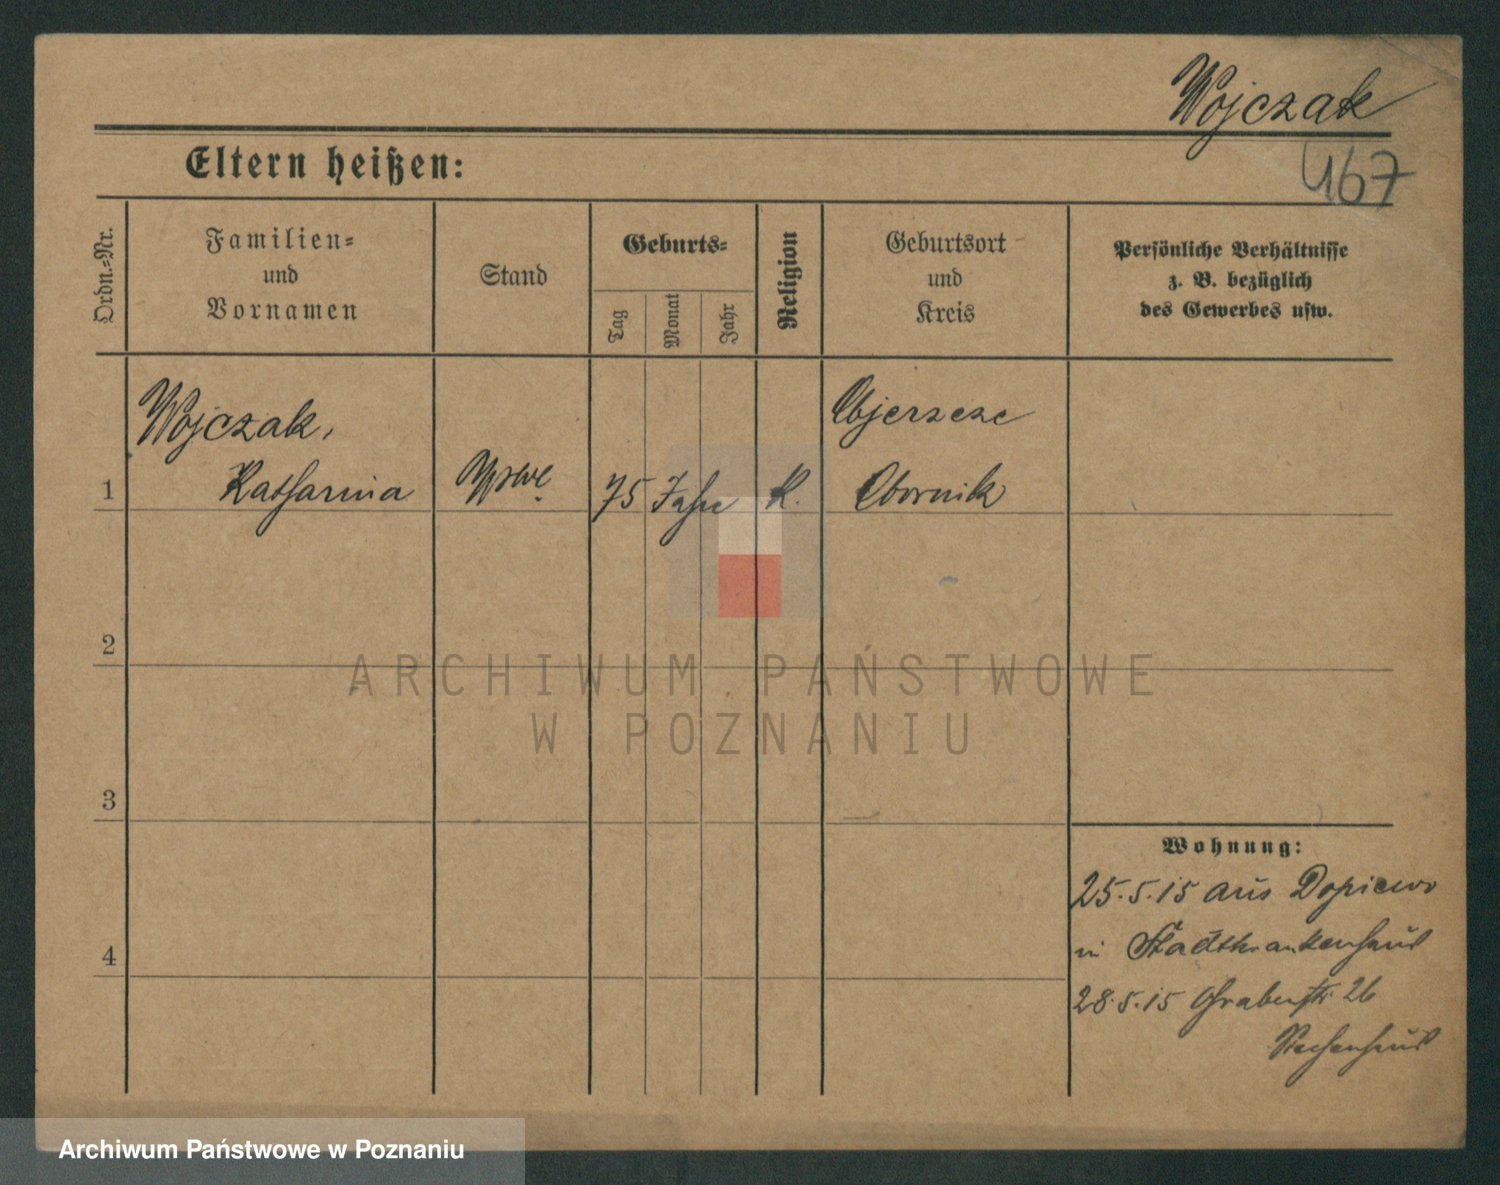 Wojczak
467
Eltern heißen:
Ordn.-Nr.
Familien-
und
Vornamen
Stand
Geburts-
Tag
Monat
Jahr
Religion
Geburtsort
und
Kreis
Persönliche Verhältnisse
z. B. bezüglich
des Gewerbes usw.
Wojczak,
1 Katharina Wwe 75 Jahre K.
Objerzeze
Obornik
2
3
4
Wohnung:
25.5.15 aus Dopiewo
in Stadtkrankenhaus
28.5.15 Grabenstr. 26
Siechenhaus
ARCHIWUM PAŃSTWOWE
W POZNANIU
Archiwum Państwowe w Poznaniu